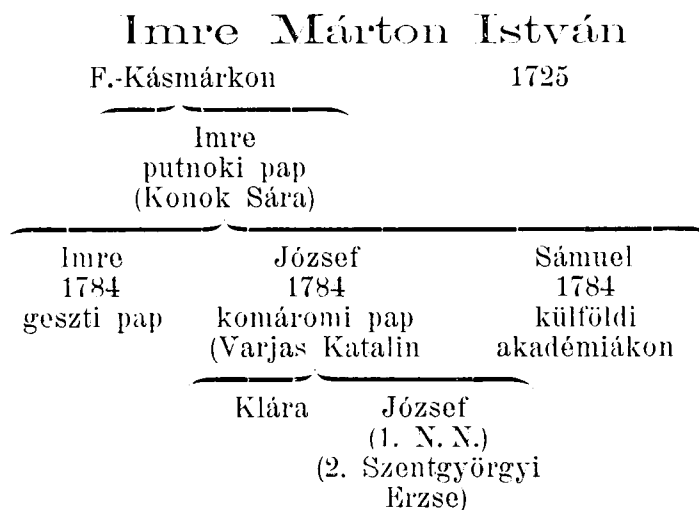 Imre Márton István
F.-Kásmárkon 1725
Imre
putnoki pap
(Konok Sára)
Imre József Sámuel
1784 1784 1784
geszti pap komáromi pap külföldi
(Varjas Katalin akadémiákon
Klára József
(1. N. N.)
(2. Szentgyörgyi
Erzse)